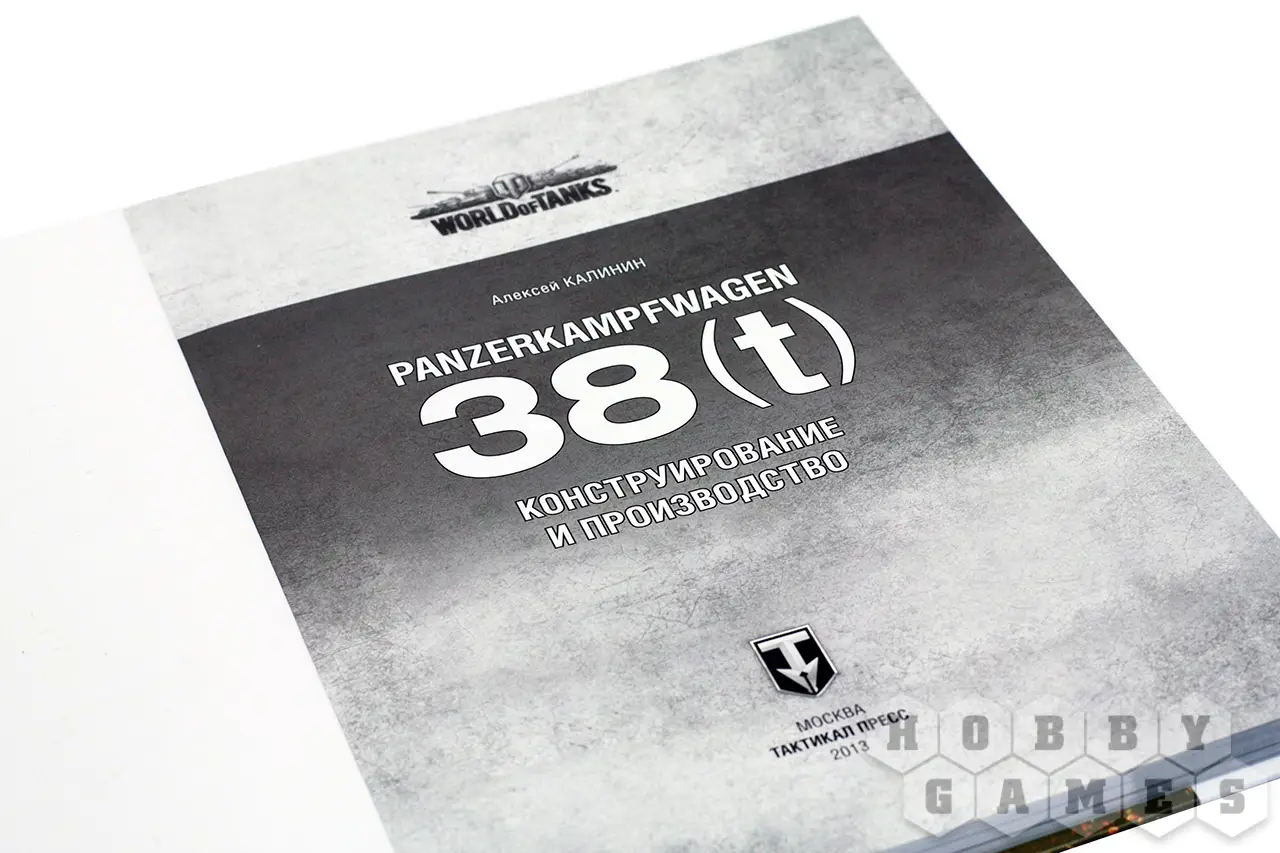 WORLD OF TANKS
Алексей КАЛИНИН
PANZERKAMPFWAGEN
38(t)
КОНСТРУИРОВАНИЕ
И ПРОИЗВОДСТВО
МОСКВА
ТАКТИКАЛ ПРЕСС
2013
HOBBY
GAMES